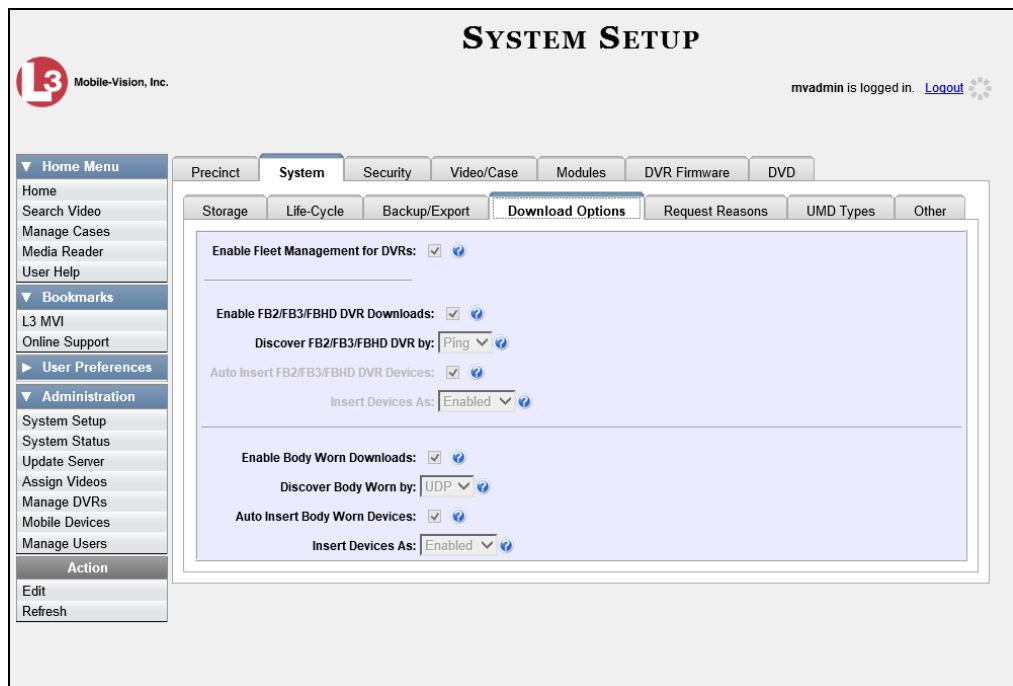 SYSTEM SETUP
L3 Mobile-Vision, Inc.
mvadmin is logged in. Logout
▼ Home Menu
Home
Search Video
Manage Cases
Media Reader
User Help
▼ Bookmarks
L3 MVI
Online Support
► User Preferences
▼ Administration
System Setup
System Status
Update Server
Assign Videos
Manage DVRs
Mobile Devices
Manage Users
Action
Edit
Refresh
Precinct System Security Video/Case Modules DVR Firmware DVD
Storage Life-Cycle Backup/Export Download Options Request Reasons UMD Types Other
Enable Fleet Management for DVRs: ?
Enable FB2/FB3/FBHD DVR Downloads: ?
Discover FB2/FB3/FBHD DVR by: Ping ?
Auto Insert FB2/FB3/FBHD DVR Devices: ?
Insert Devices As: Enabled ?
Enable Body Worn Downloads: ?
Discover Body Worn by: UDP ?
Auto Insert Body Worn Devices: ?
Insert Devices As: Enabled ?